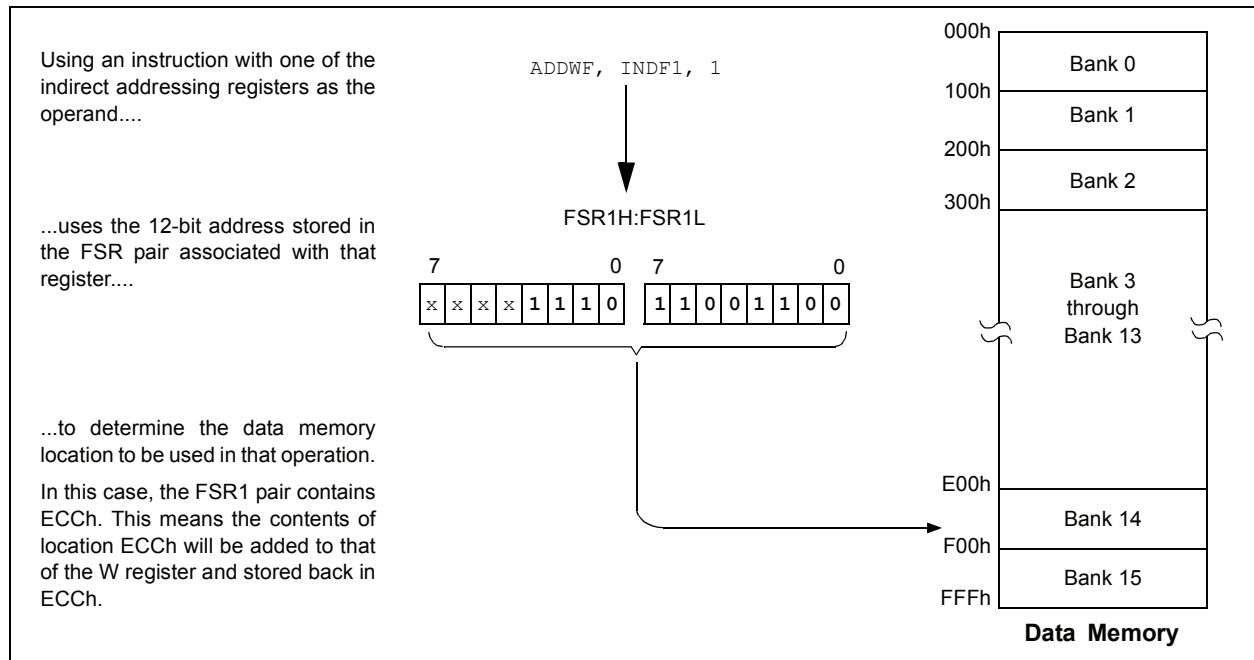 Using an instruction with one of the
indirect addressing registers as the
operand....
...uses the 12-bit address stored in
the FSR pair associated with that
register....
...to determine the data memory
location to be used in that operation.
In this case, the FSR1 pair contains
ECCh. This means the contents of
location ECCh will be added to that
of the W register and stored back in
ECCh.
ADDWF, INDF1, 1
FSR1H:FSR1L
7 0 7 0
x x x x 1 1 1 0 1 1 0 0 1 1 0 0
000h
Bank 0
100h
Bank 1
200h
Bank 2
300h
Bank 3
through
Bank 13
E00h
Bank 14
F00h
Bank 15
FFFh
Data Memory